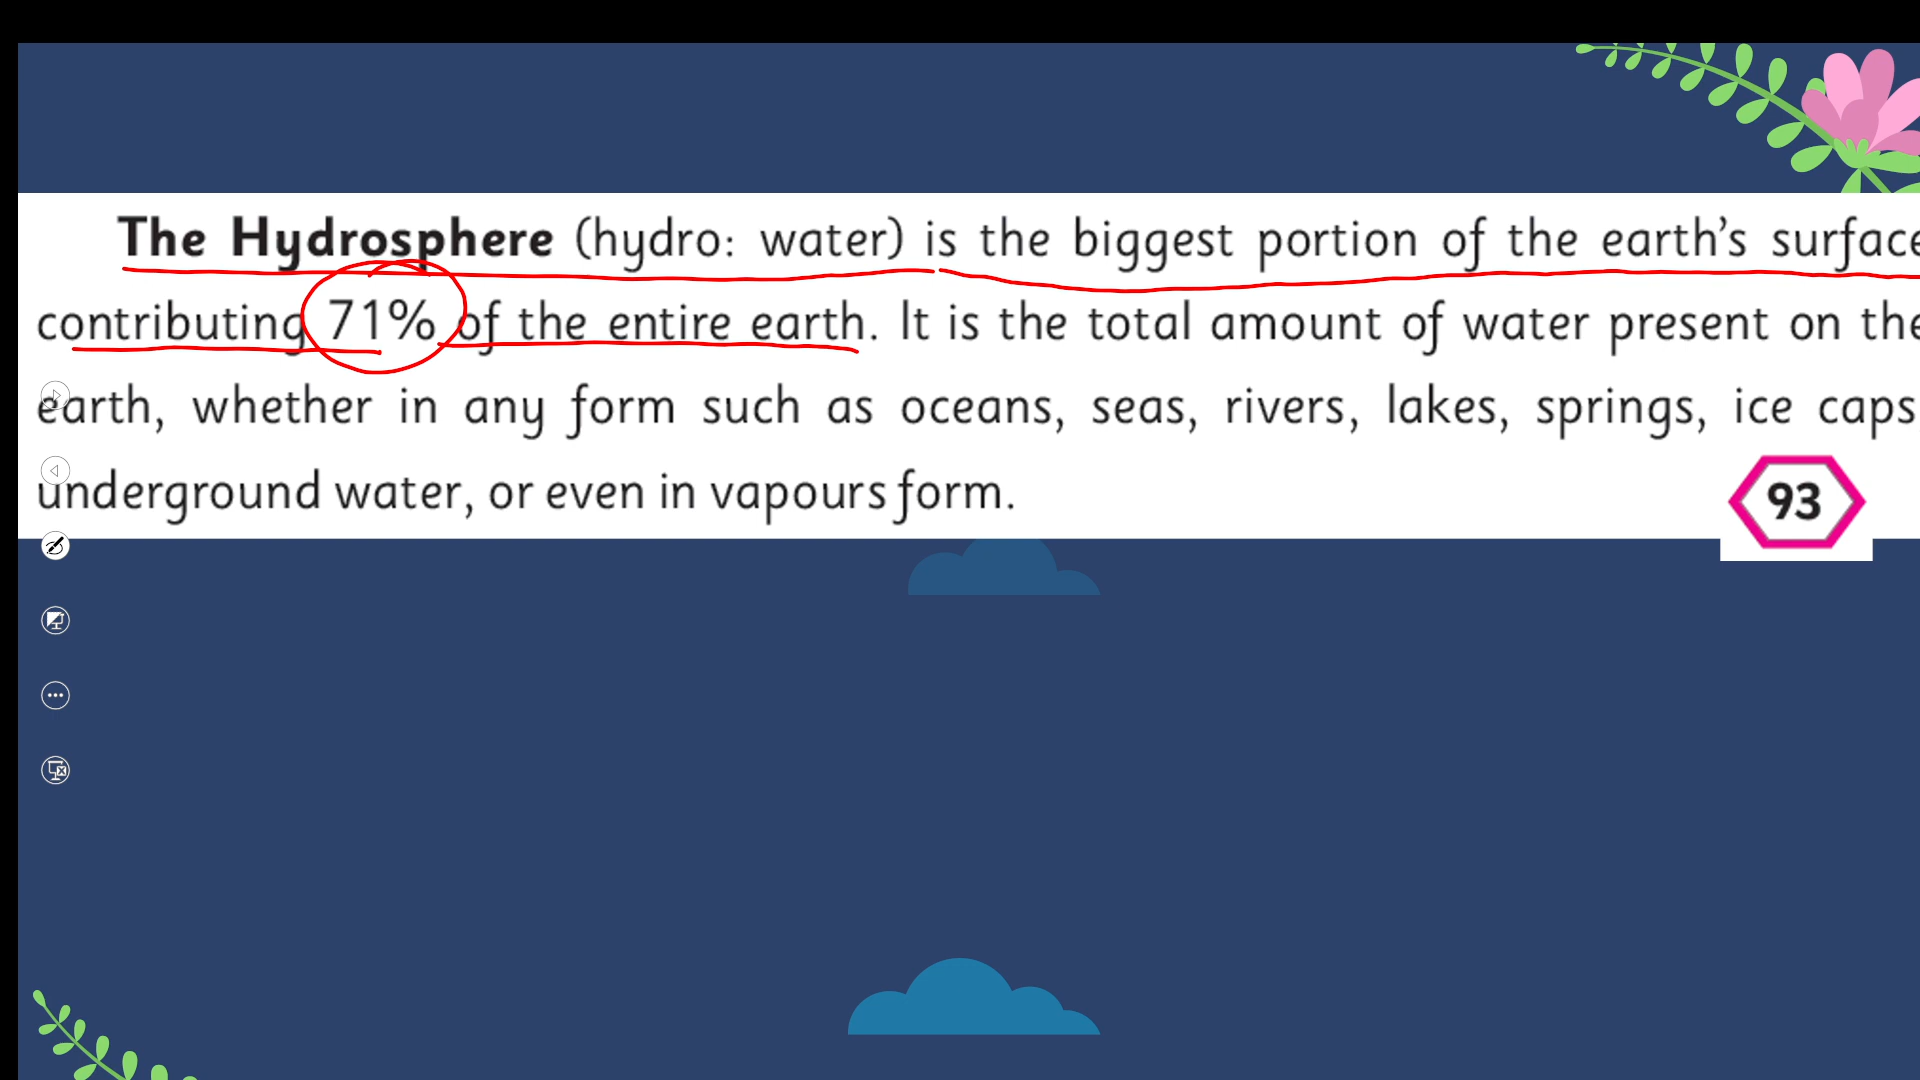 The Hydrosphere (hydro: water) is the biggest portion of the earth's surface
contributing 71% of the entire earth. It is the total amount of water present on the
earth, whether in any form such as oceans, seas, rivers, lakes, springs, ice caps
underground water, or even in vapours form.
93